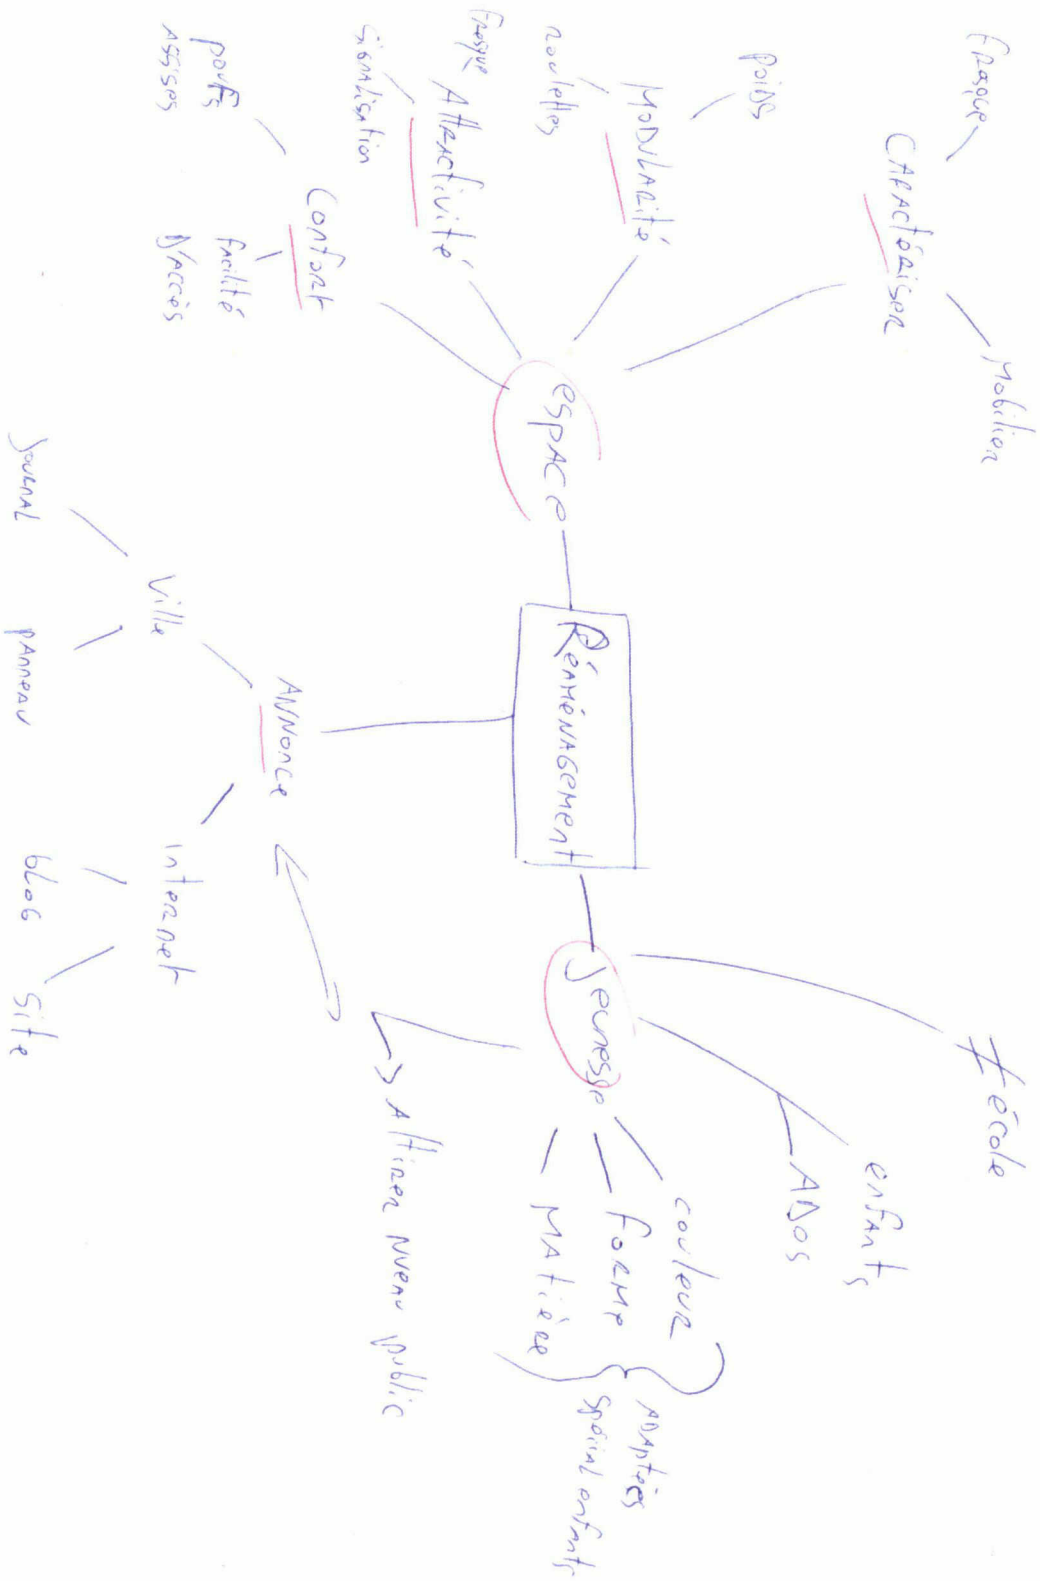 Fresque
Mobilier
≠ école
CARACTÉRISER
enfants
ADOS
poids
MODULARITÉ
roulettes
couleur
forme
MATIÈRE
ADAptées
spécial enfants
espACe
RéAMÉNAGEMENT
jeunesse
Fresque
AttRActivité
SiGNALisation
Attirer Nveau public
Confort
poufs
Assises
facilité
D'Accès
ANNONCe
ville
internet
journal
pAnneau
bLoG
site